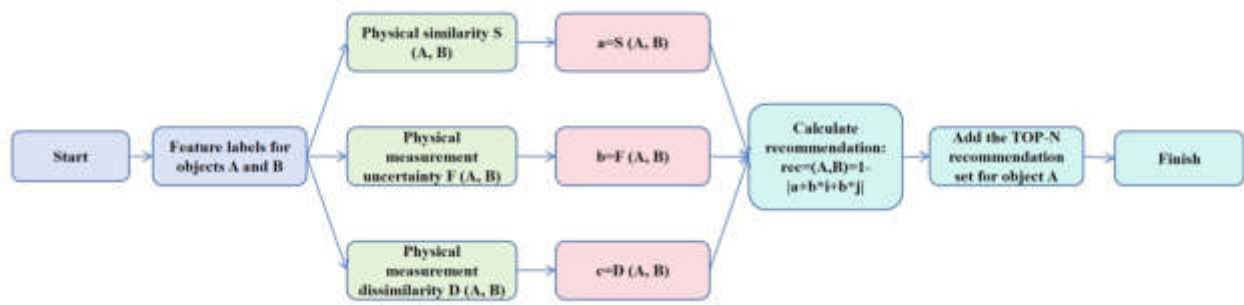 Start
Feature labels for
objects A and B
Physical similarity S
(A, B)
Physical
measurement
uncertainty F (A, B)
Physical
measurement
dissimilarity D (A, B)
a=S (A, B)
b=F (A, B)
c=D (A, B)
Calculate
recommendation:
rec=(A,B)=1-
|a+b*i+b*j|
Add the TOP-N
recommendation
set for object A
Finish